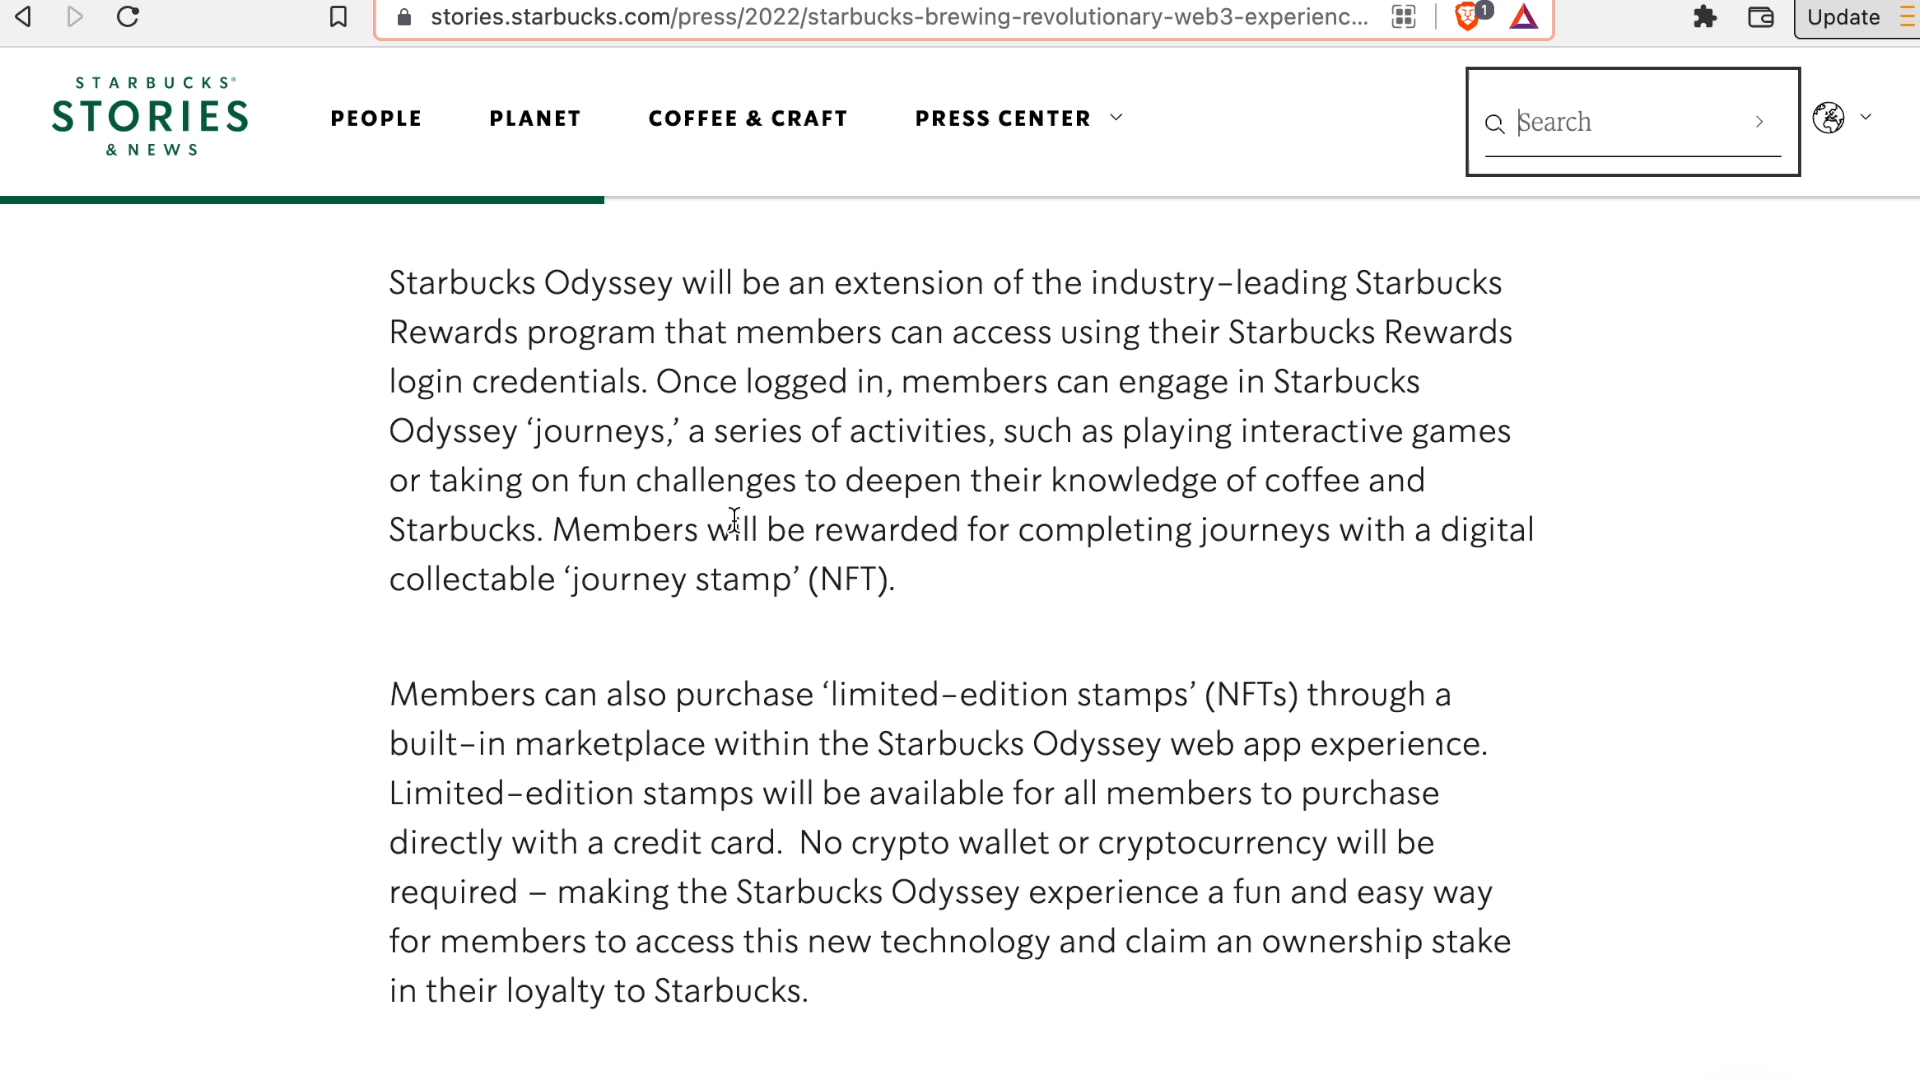 stories.starbucks.com/press/2022/starbucks-brewing-revolutionary-web3-experienc...
1
Update
STARBUCKS®
STORIES
& NEWS
PEOPLE
PLANET
COFFEE & CRAFT
PRESS CENTER
Search
Starbucks Odyssey will be an extension of the industry-leading Starbucks
Rewards program that members can access using their Starbucks Rewards
login credentials. Once logged in, members can engage in Starbucks
Odyssey ‘journeys,’ a series of activities, such as playing interactive games
or taking on fun challenges to deepen their knowledge of coffee and
Starbucks. Members will be rewarded for completing journeys with a digital
collectable ‘journey stamp’ (NFT).
Members can also purchase ‘limited-edition stamps’ (NFTs) through a
built-in marketplace within the Starbucks Odyssey web app experience.
Limited-edition stamps will be available for all members to purchase
directly with a credit card.  No crypto wallet or cryptocurrency will be
required – making the Starbucks Odyssey experience a fun and easy way
for members to access this new technology and claim an ownership stake
in their loyalty to Starbucks.